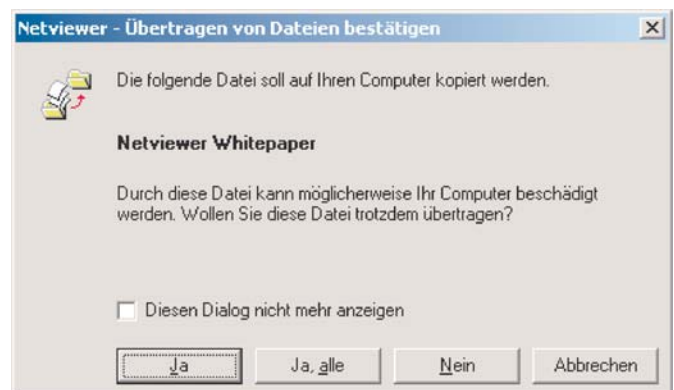 Netviewer - Übertragen von Dateien bestätigen
Die folgende Datei soll auf Ihren Computer kopiert werden.
Netviewer Whitepaper
Durch diese Datei kann möglicherweise Ihr Computer beschädigt
werden. Wollen Sie diese Datei trotzdem übertragen?
Diesen Dialog nicht mehr anzeigen
Ja
Ja, alle
Nein
Abbrechen